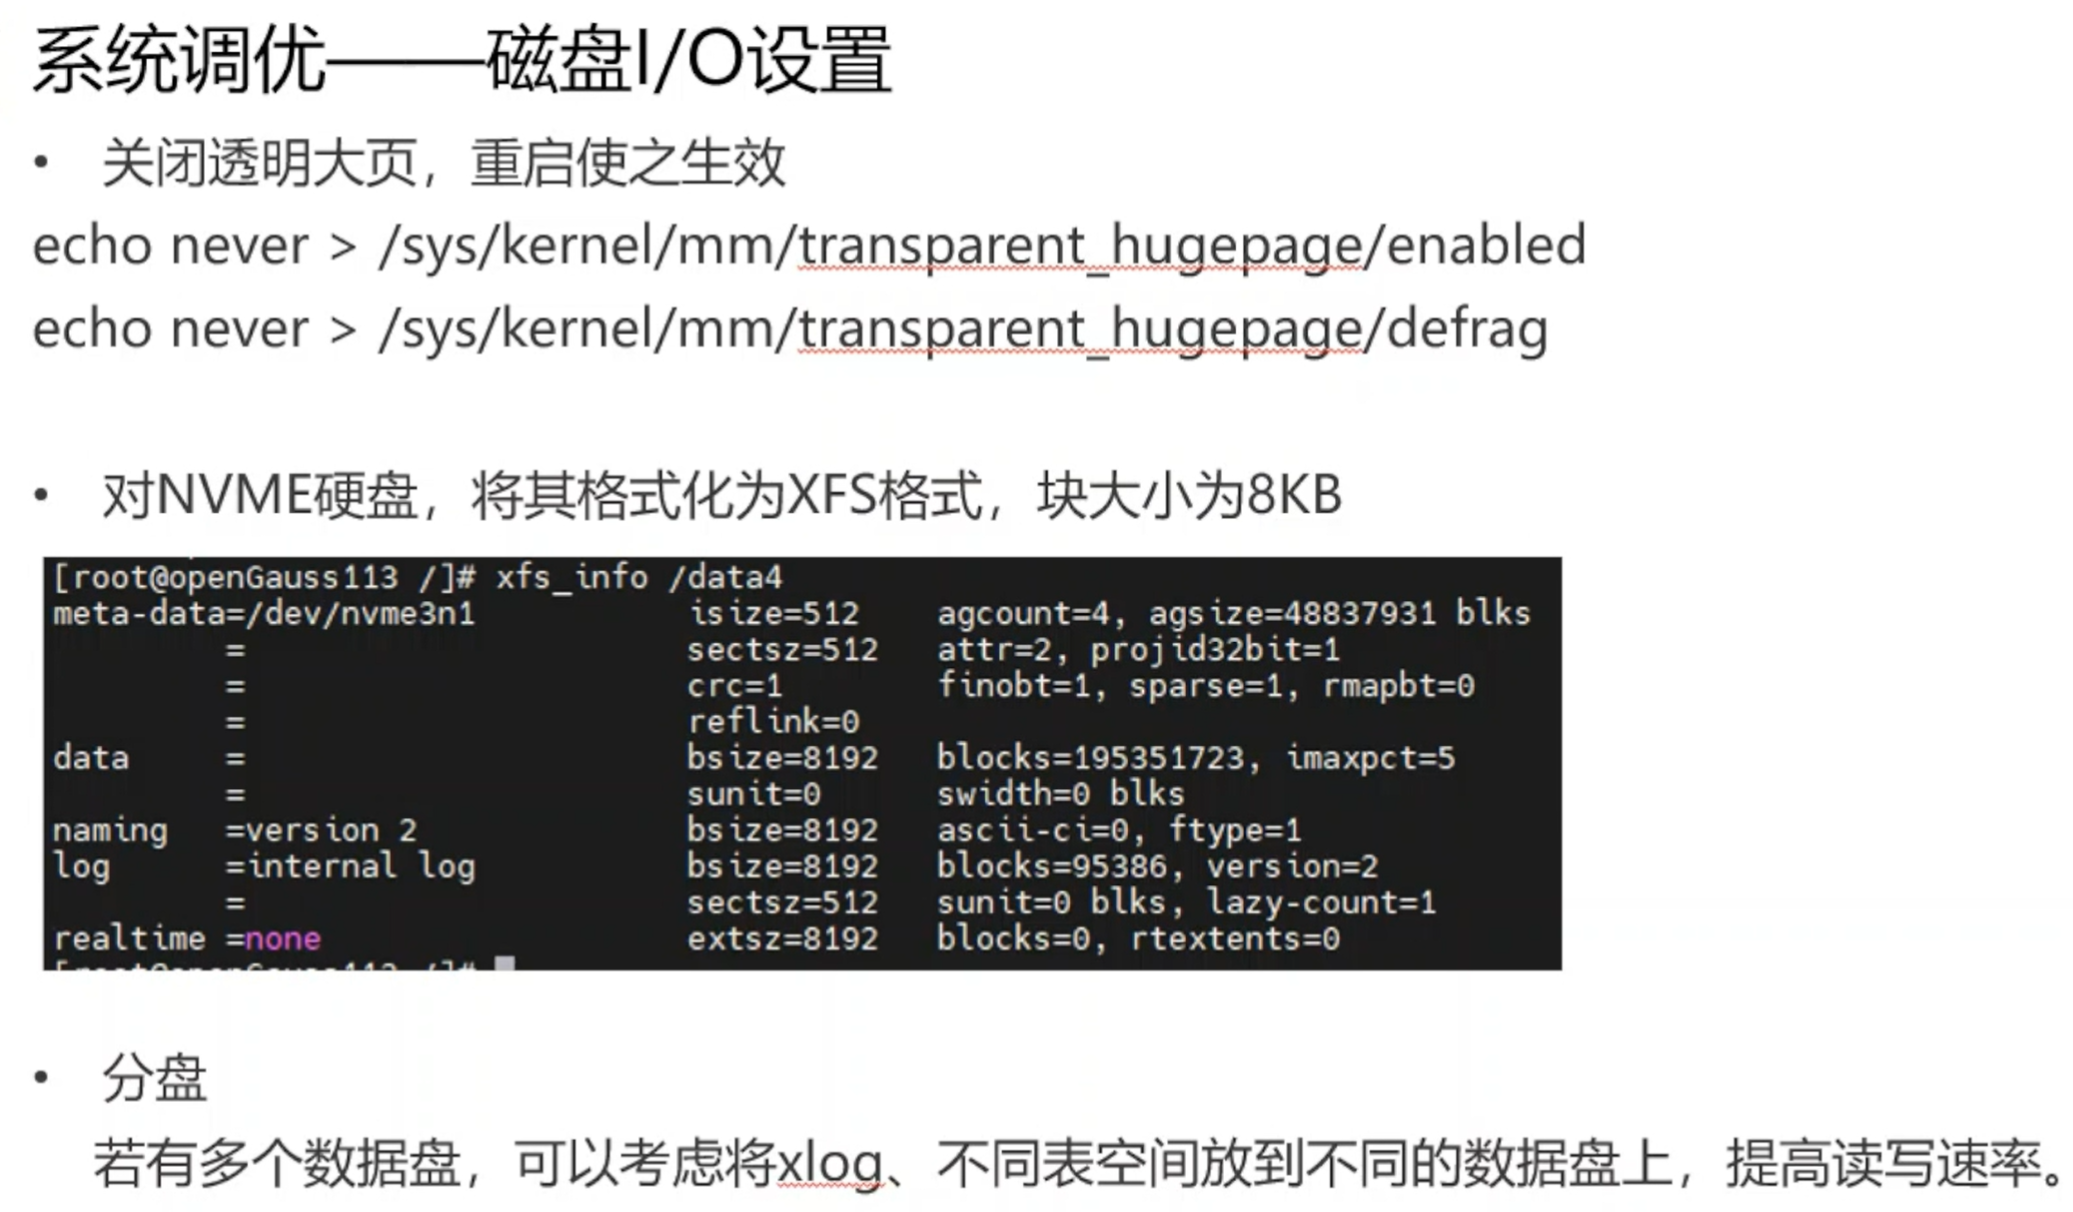 系统调优——磁盘I/O设置
• 关闭透明大页，重启使之生效
echo never > /sys/kernel/mm/transparent_hugepage/enabled
echo never > /sys/kernel/mm/transparent_hugepage/defrag
• 对NVME硬盘，将其格式化为XFS格式，块大小为8KB
[root@openGauss113 /]# xfs_info /data4
meta-data=/dev/nvme3n1 isize=512 agcount=4, agsize=48837931 blks
= sectsz=512 attr=2, projid32bit=1
= crc=1 finobt=1, sparse=1, rmapbt=0
= reflink=0
data = bsize=8192 blocks=195351723, imaxpct=5
= sunit=0 swidth=0 blks
naming =version 2 bsize=8192 ascii-ci=0, ftype=1
log =internal log bsize=8192 blocks=95386, version=2
= sectsz=512 sunit=0 blks, lazy-count=1
realtime =none extsz=8192 blocks=0, rtextents=0
[root@openGauss113 /]#
• 分盘
若有多个数据盘，可以考虑将xlog、不同表空间放到不同的数据盘上，提高读写速率。